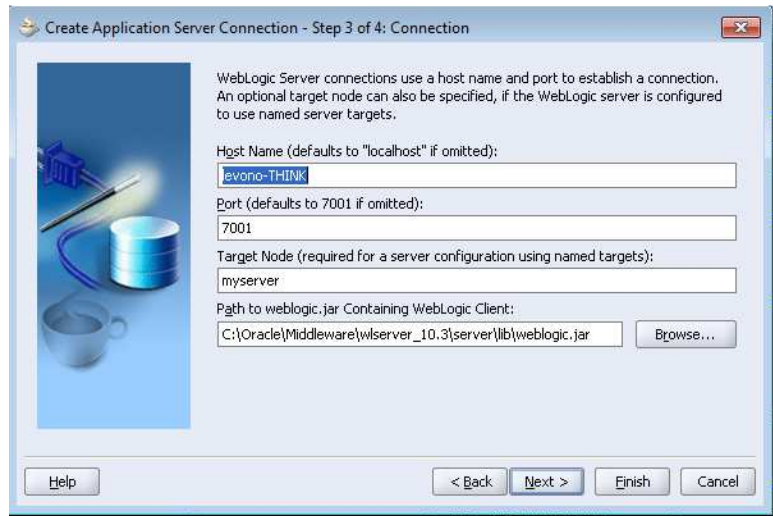 Create Application Server Connection - Step 3 of 4: Connection
WebLogic Server connections use a host name and port to establish a connection.
An optional target node can also be specified, if the WebLogic server is configured
to use named server targets.
Host Name (defaults to "localhost" if omitted):
levono-THINK
Port (defaults to 7001 if omitted):
7001
Target Node (required for a server configuration using named targets):
myserver
Path to weblogic.jar Containing WebLogic Client:
C:\Oracle\Middleware\wlserver_10.3\server\lib\weblogic.jar
Browse...
Help
< Back
Next >
Finish
Cancel